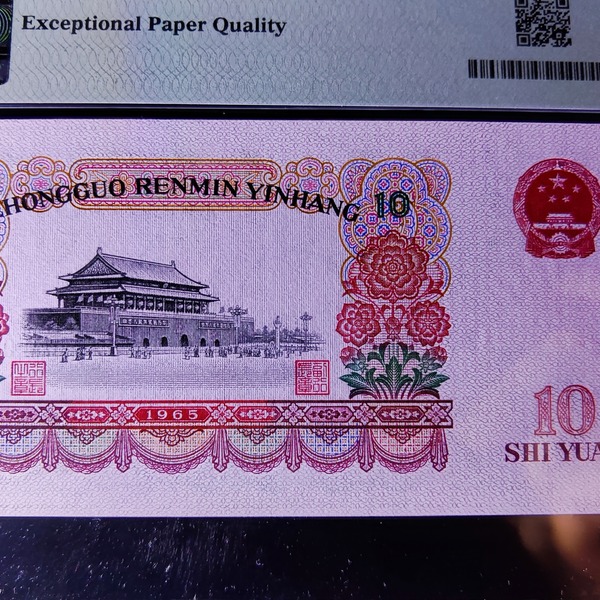 Exceptional Paper Quality
HONGGUO RENMIN YINHANG 10
1965
10
SHI YUA